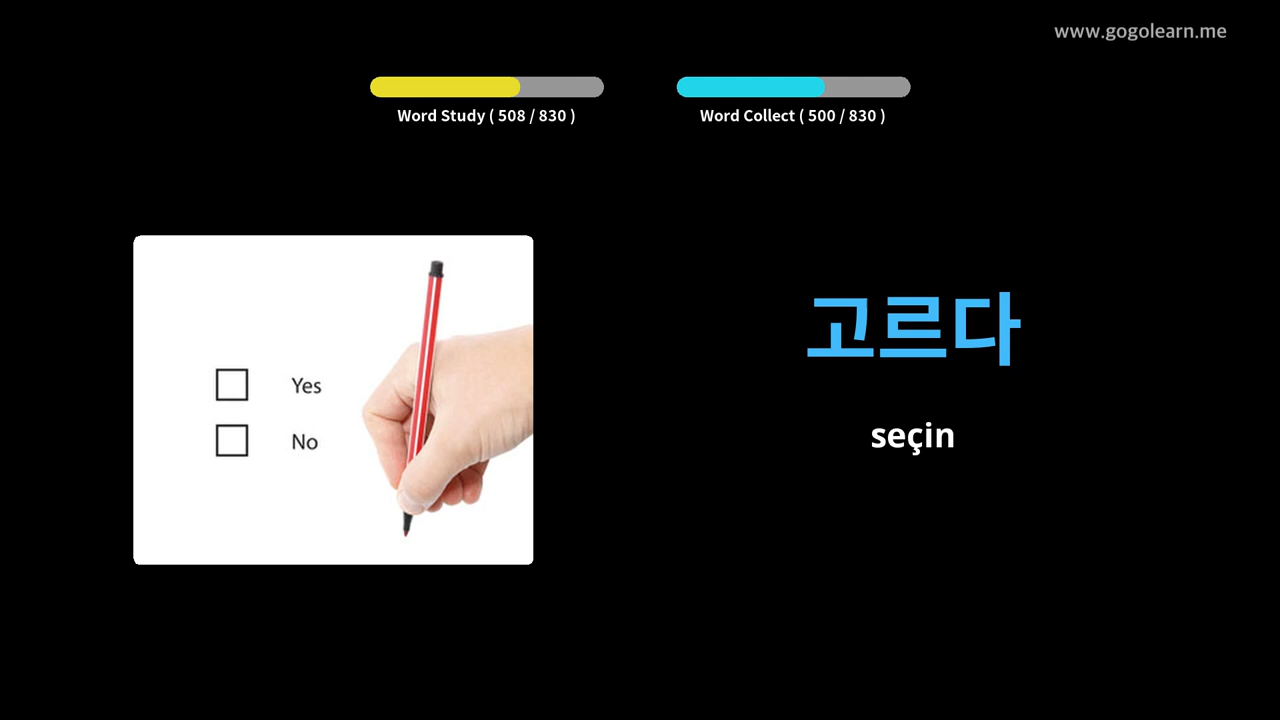 www.gogolearn.me
Word Study ( 508 / 830 )
Word Collect ( 500 / 830 )
Yes
No
고르다
seçin